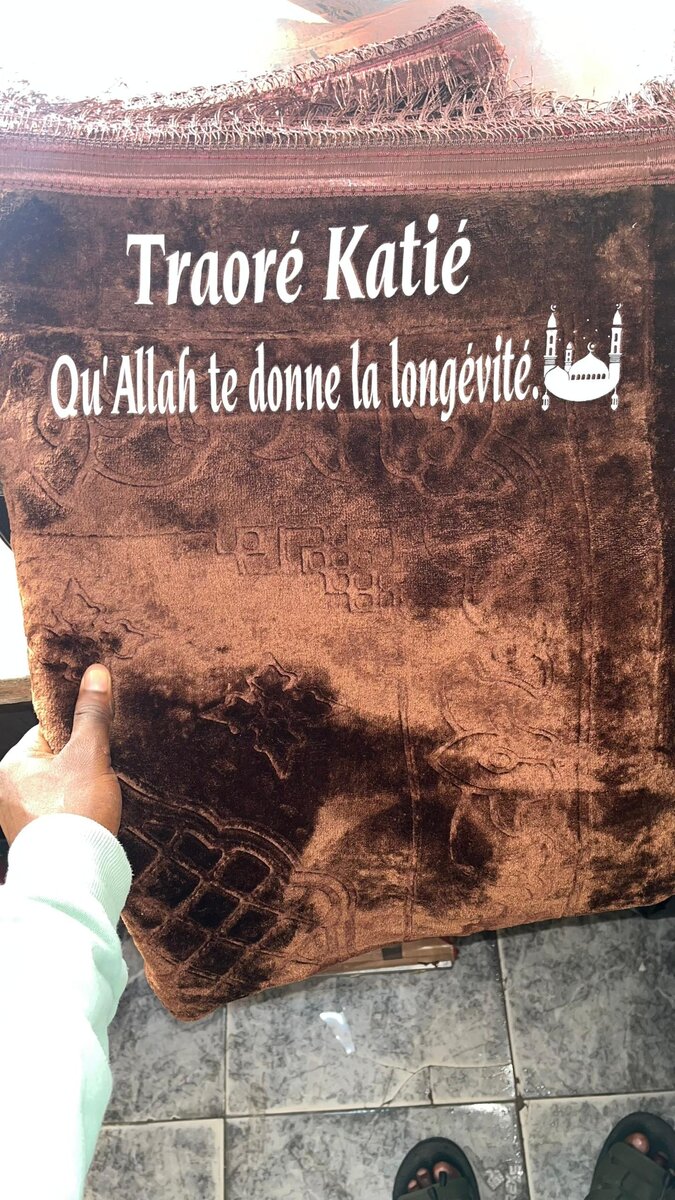 Traoré Katié
Qu'Allah te donne la longévité.